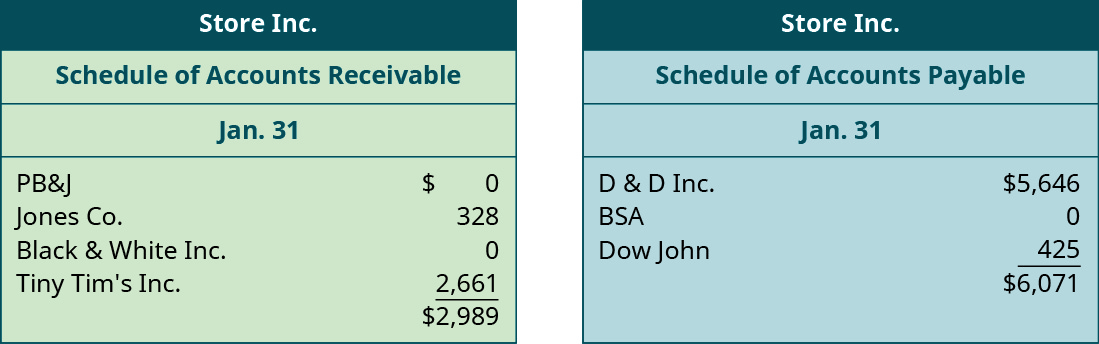 Store Inc.
Schedule of Accounts Receivable
Jan. 31
PB&J $ 0
Jones Co. 328
Black & White Inc. 0
Tiny Tim's Inc. 2,661
$2,989
Store Inc.
Schedule of Accounts Payable
Jan. 31
D & D Inc. $5,646
BSA 0
Dow John 425
$6,071